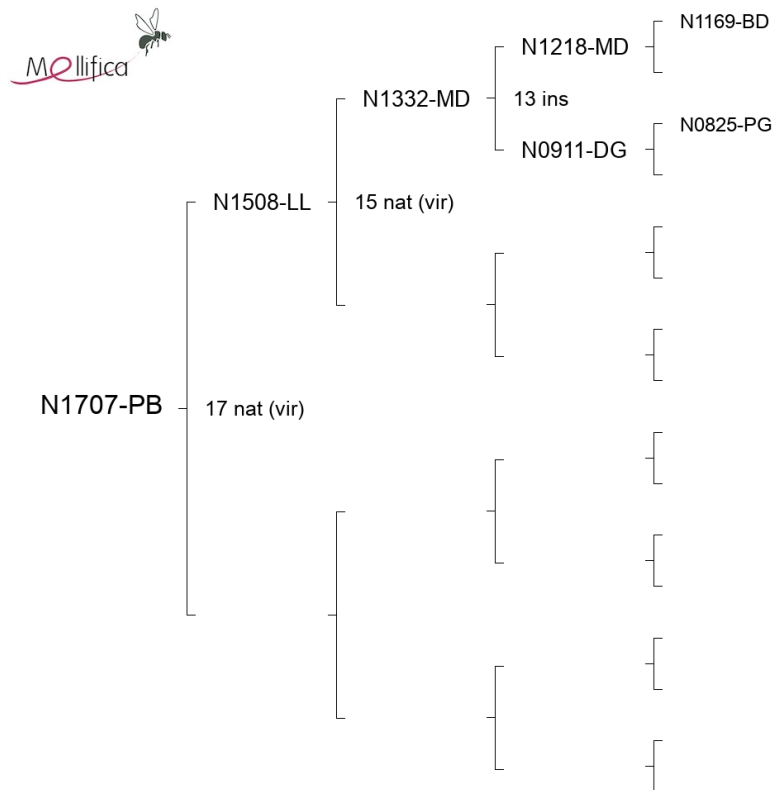 Mellifica
N1169-BD
N1218-MD
N1332-MD
13 ins
N0825-PG
N0911-DG
N1508-LL
15 nat (vir)
N1707-PB
17 nat (vir)